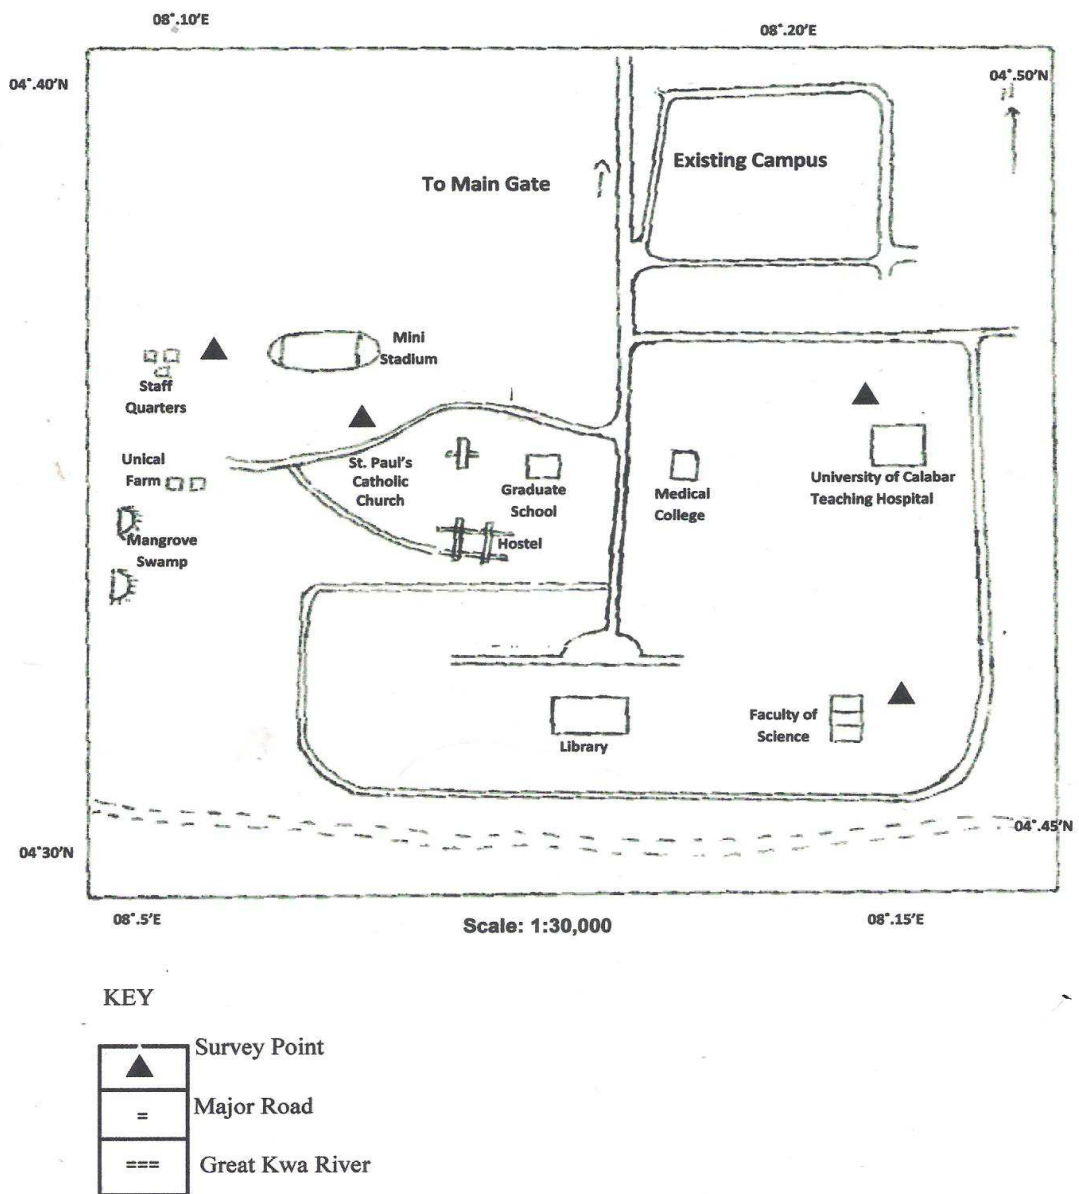 08°.10'E
08°.20'E
04°.40'N
04°.50'N
Existing Campus
To Main Gate
Mini
Stadium
Staff
Quarters
Unical
Farm
St. Paul's
Catholic
Church
Graduate
School
Medical
College
University of Calabar
Teaching Hospital
Mangrove
Swamp
Hostel
Faculty of
Science
Library
04°.45'N
04°30'N
08°.5'E
Scale: 1:30,000
08°.15'E
KEY
Survey Point
=
Major Road
===
Great Kwa River